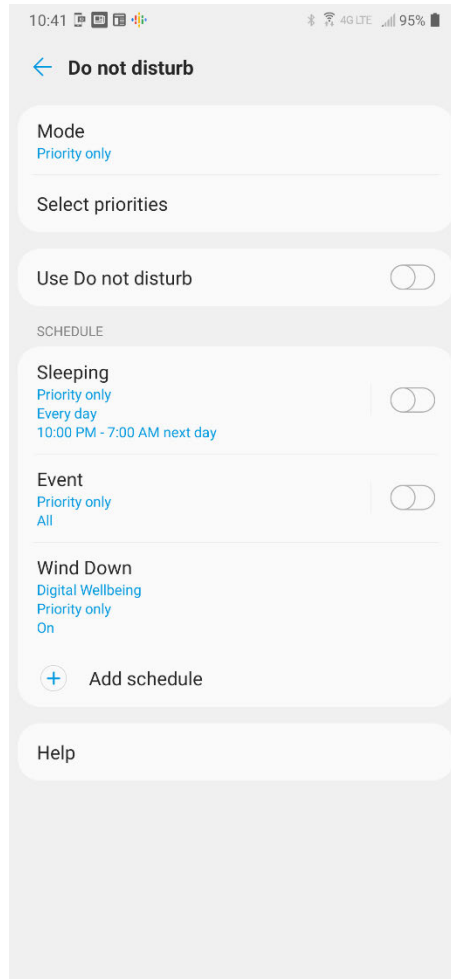 10:41
4G LTE 95%
Do not disturb
Mode
Priority only
Select priorities
Use Do not disturb
SCHEDULE
Sleeping
Priority only
Every day
10:00 PM - 7:00 AM next day
Event
Priority only
All
Wind Down
Digital Wellbeing
Priority only
On
Add schedule
Help